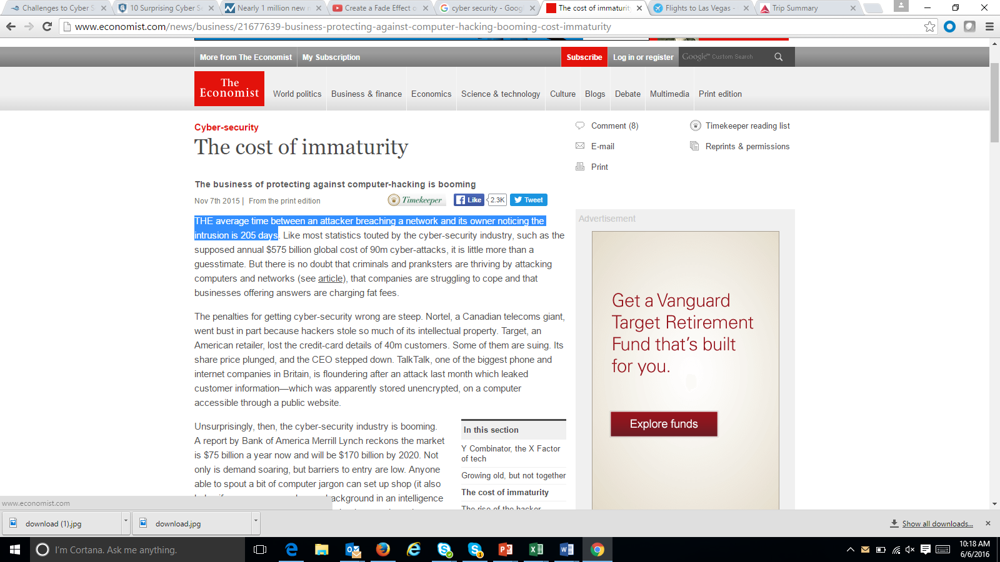 Challenges to Cyber S
10 Surprising Cyber Se
Nearly 1 million new m
Create a Fade Effect o
cyber security - Goog
The cost of immaturit
Flights to Las Vegas -
Trip Summary
www.economist.com/news/business/21677639-business-protecting-against-computer-hacking-booming-cost-immaturity
More from The Economist
My Subscription
Subscribe
Log in or register
Google™ Custom Search
The
Economist
World politics
Business & finance
Economics
Science & technology
Culture
Blogs
Debate
Multimedia
Print edition
Cyber-security
The cost of immaturity
Comment (8)
Timekeeper reading list
E-mail
Reprints & permissions
Print
The business of protecting against computer-hacking is booming
Nov 7th 2015 | From the print edition
Timekeeper
Like
2.3K
Tweet
THE average time between an attacker breaching a network and its owner noticing the
intrusion is 205 days. Like most statistics touted by the cyber-security industry, such as the
supposed annual $575 billion global cost of 90m cyber-attacks, it is little more than a
guesstimate. But there is no doubt that criminals and pranksters are thriving by attacking
computers and networks (see article), that companies are struggling to cope and that
businesses offering answers are charging fat fees.
The penalties for getting cyber-security wrong are steep. Nortel, a Canadian telecoms giant,
went bust in part because hackers stole so much of its intellectual property. Target, an
American retailer, lost the credit-card details of 40m customers. Some of them are suing. Its
share price plunged, and the CEO stepped down. TalkTalk, one of the biggest phone and
internet companies in Britain, is floundering after an attack last month which leaked
customer information—which was apparently stored unencrypted, on a computer
accessible through a public website.
Unsurprisingly, then, the cyber-security industry is booming.
A report by Bank of America Merrill Lynch reckons the market
is $75 billion a year now and will be $170 billion by 2020. Not
only is demand soaring, but barriers to entry are low. Anyone
able to spout a bit of computer jargon can set up shop (it also
background in an intelligence
In this section
Y Combinator, the X Factor
of tech
Growing old, but not together
The cost of immaturity
The rise of the hacker
Advertisement
Get a Vanguard
Target Retirement
Fund that's built
for you.
Explore funds
www.economist.com
download (1).jpg
download.jpg
Show all downloads...
I'm Cortana. Ask me anything.
10:18 AM
6/6/2016